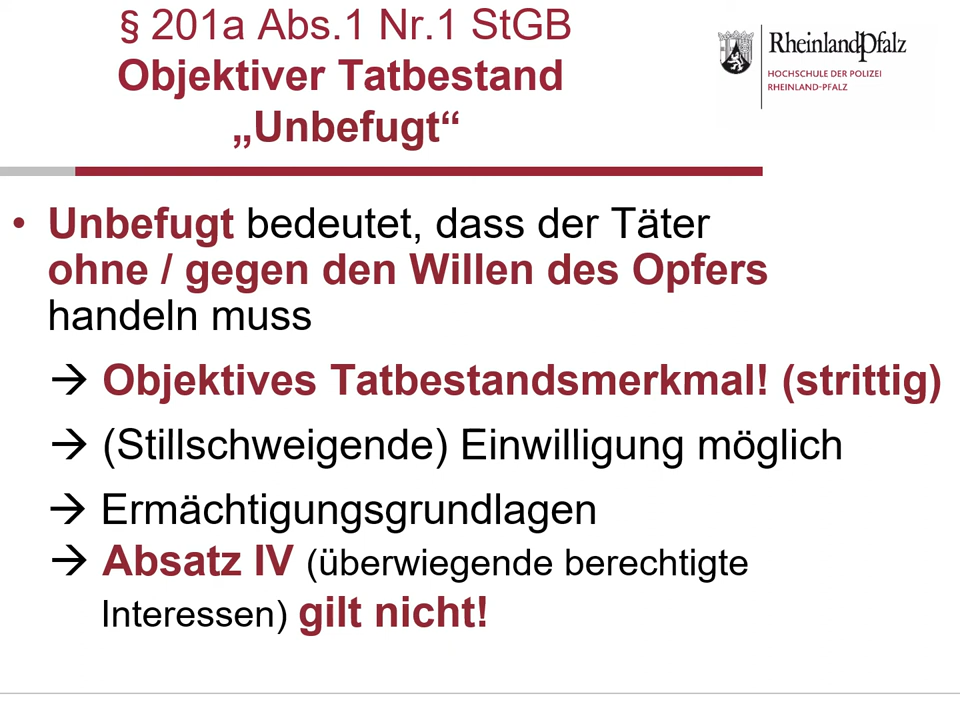 § 201a Abs.1 Nr.1 StGB
Objektiver Tatbestand
„Unbefugt“
RheinlandPfalz
HOCHSCHULE DER POLIZEI
RHEINLAND-PFALZ
• Unbefugt bedeutet, dass der Täter
ohne / gegen den Willen des Opfers
handeln muss
→ Objektives Tatbestandsmerkmal! (strittig)
→ (Stillschweigende) Einwilligung möglich
→ Ermächtigungsgrundlagen
→ Absatz IV (überwiegende berechtigte
Interessen) gilt nicht!